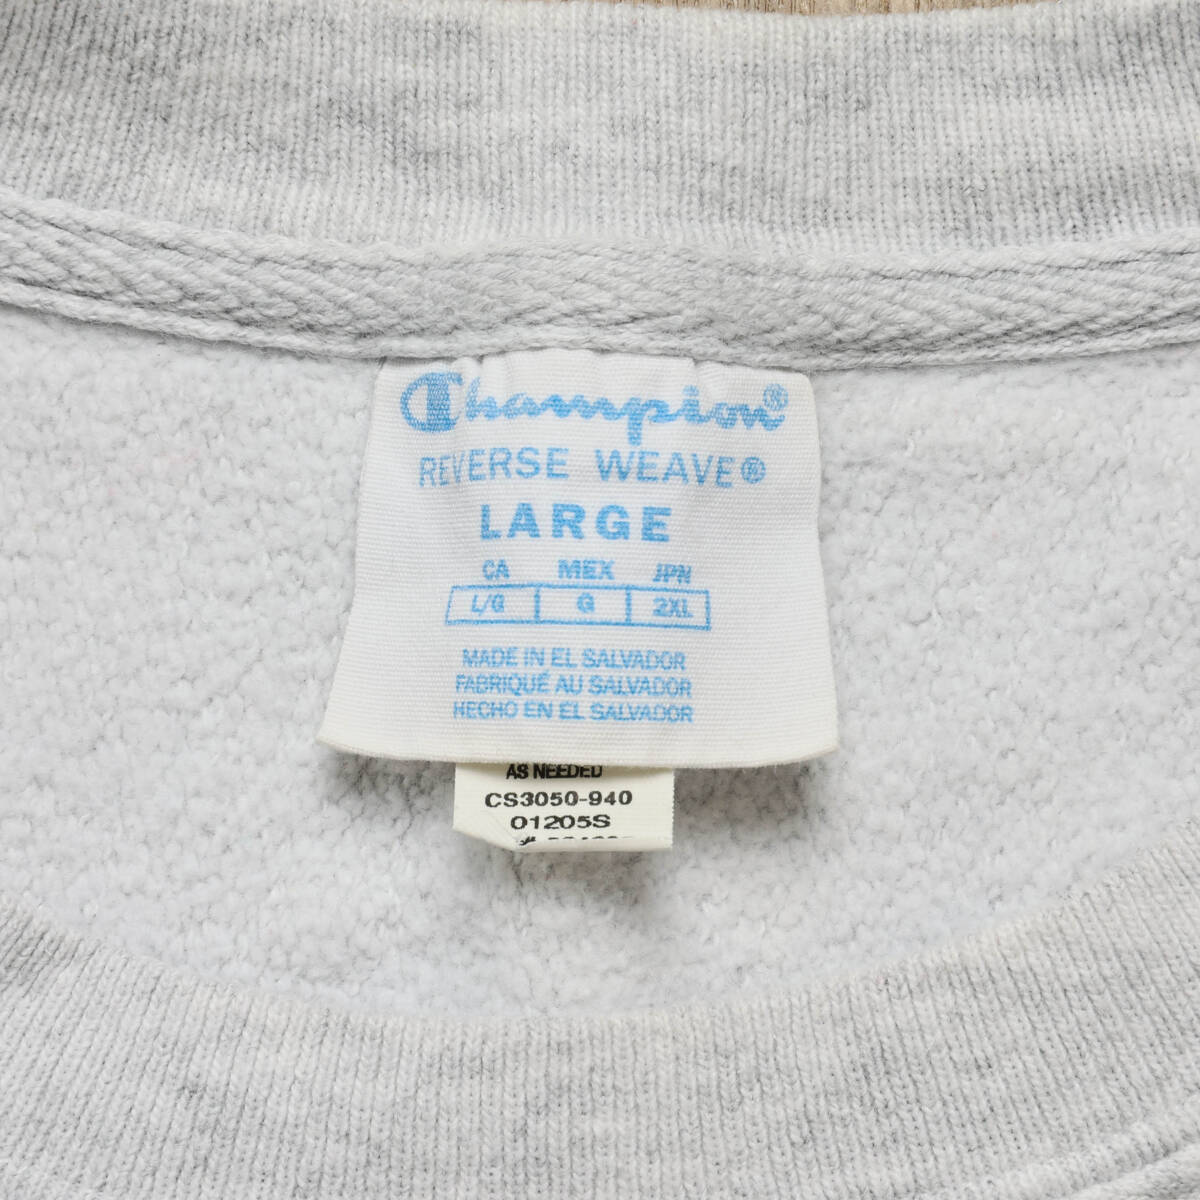 Champion®
REVERSE WEAVE®
LARGE
CA MEX JPN
L/G G 2XL
MADE IN EL SALVADOR
FABRIQUÉ AU SALVADOR
HECHO EN EL SALVADOR
AS NEEDED
CS3050-940
01205S